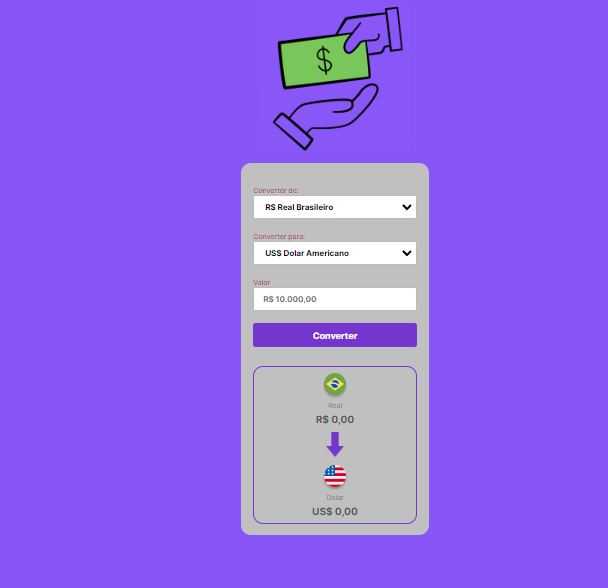 $
Converter de:
R$ Real Brasileiro
Converter para:
US$ Dolar Americano
Valor
R$ 10.000,00
Converter
Real
R$ 0,00
Dolar
US$ 0,00